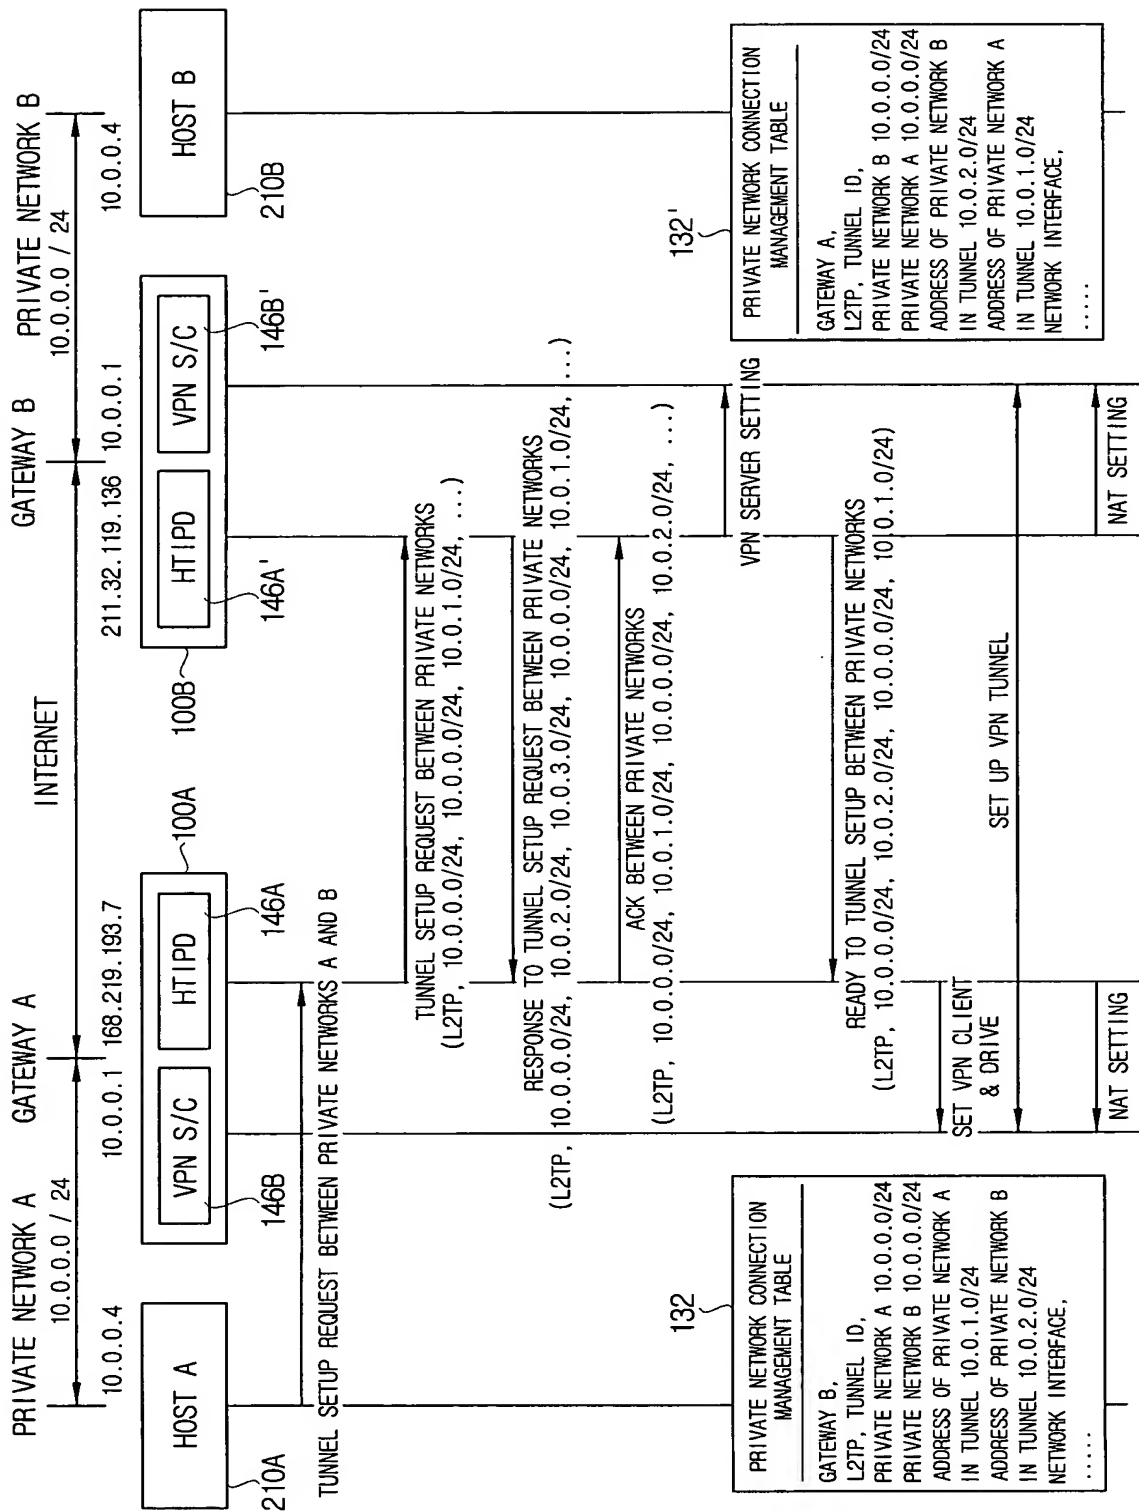 PRIVATE NETWORK A
GATEWAY A
INTERNET
GATEWAY B
PRIVATE NETWORK B
10.0.0.0 / 24
10.0.0.0 / 24
10.0.0.4
10.0.0.1
168.219.193.7
211.32.119.136
10.0.0.1
10.0.0.4
HOST A
VPN S/C
HTIPD
HTIPD
VPN S/C
HOST B
210A
146B
146A
100A
100B
146A'
146B'
210B
TUNNEL SETUP REQUEST BETWEEN PRIVATE NETWORKS A AND B
TUNNEL SETUP REQUEST BETWEEN PRIVATE NETWORKS
(L2TP, 10.0.0.0/24, 10.0.0.0/24, 10.0.1.0/24, ...)
RESPONSE TO TUNNEL SETUP REQUEST BETWEEN PRIVATE NETWORKS
(L2TP, 10.0.0.0/24, 10.0.2.0/24, 10.0.3.0/24, 10.0.0.0/24, 10.0.1.0/24, ...)
ACK BETWEEN PRIVATE NETWORKS
(L2TP, 10.0.0.0/24, 10.0.1.0/24, 10.0.0.0/24, 10.0.2.0/24, ...)
VPN SERVER SETTING
READY TO TUNNEL SETUP BETWEEN PRIVATE NETWORKS
(L2TP, 10.0.0.0/24, 10.0.2.0/24, 10.0.0.0/24, 10.0.1.0/24)
SET VPN CLIENT
& DRIVE
SET UP VPN TUNNEL
NAT SETTING
NAT SETTING
132
PRIVATE NETWORK CONNECTION
MANAGEMENT TABLE
GATEWAY B,
L2TP, TUNNEL ID,
PRIVATE NETWORK A 10.0.0.0/24
PRIVATE NETWORK B 10.0.0.0/24
ADDRESS OF PRIVATE NETWORK A
IN TUNNEL 10.0.1.0/24
ADDRESS OF PRIVATE NETWORK B
IN TUNNEL 10.0.2.0/24
NETWORK INTERFACE,
.....
132'
PRIVATE NETWORK CONNECTION
MANAGEMENT TABLE
GATEWAY A,
L2TP, TUNNEL ID,
PRIVATE NETWORK B 10.0.0.0/24
PRIVATE NETWORK A 10.0.0.0/24
ADDRESS OF PRIVATE NETWORK B
IN TUNNEL 10.0.2.0/24
ADDRESS OF PRIVATE NETWORK A
IN TUNNEL 10.0.1.0/24
NETWORK INTERFACE,
.....